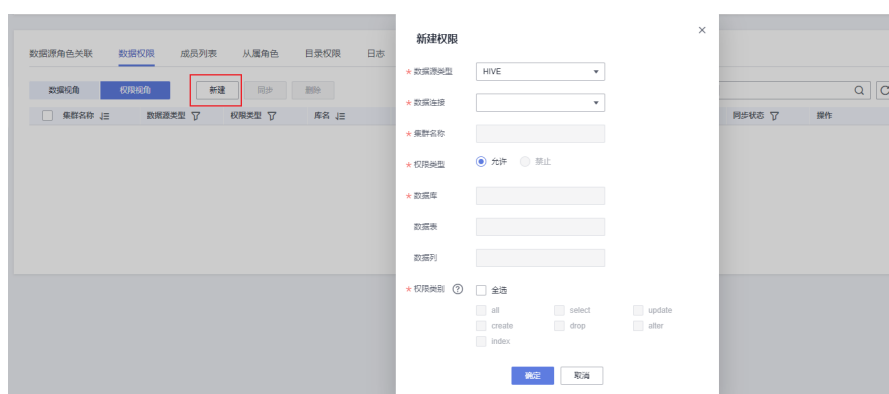 数据源角色关联 数据权限 成员列表 从属角色 目录权限 日志
数据视角 权限视角 新建 同步 删除
集群名称 数据源类型 权限类型 库名 同步状态 操作
新建权限
* 数据源类型 HIVE
* 数据连接
* 集群名称
* 权限类型 允许 禁止
* 数据库
数据表
数据列
* 权限类别 ? 全选
all select update
create drop alter
index
确定 取消